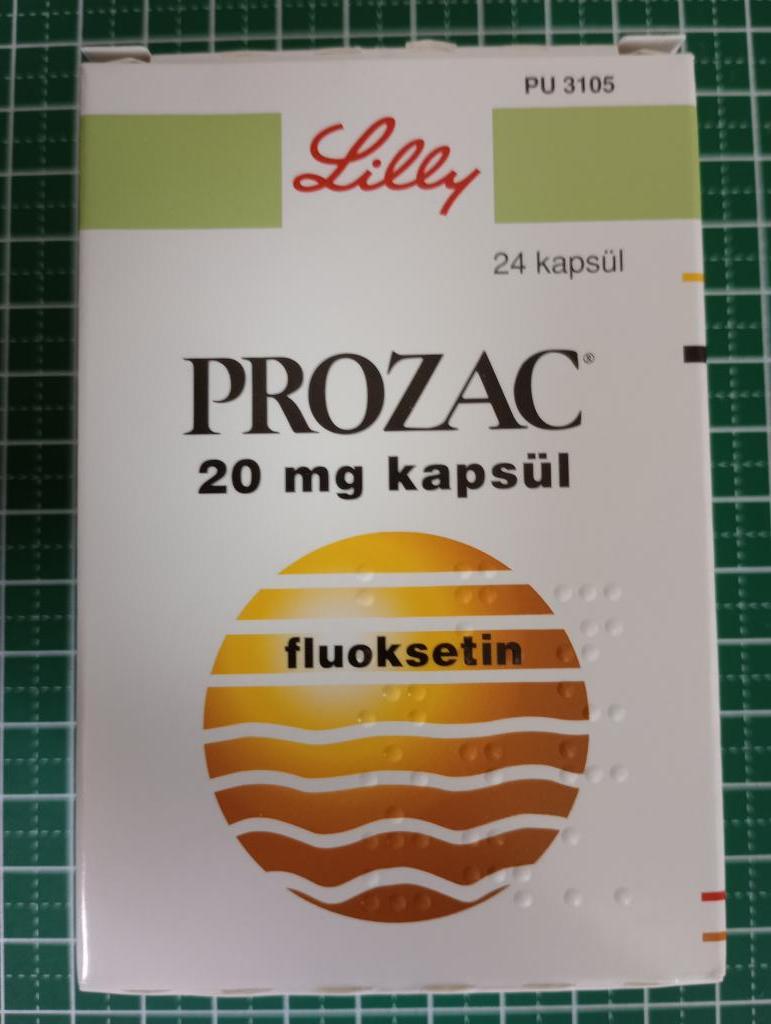 PU 3105
Lilly
24 kapsül
PROZAC®
20 mg kapsül
fluoksetin